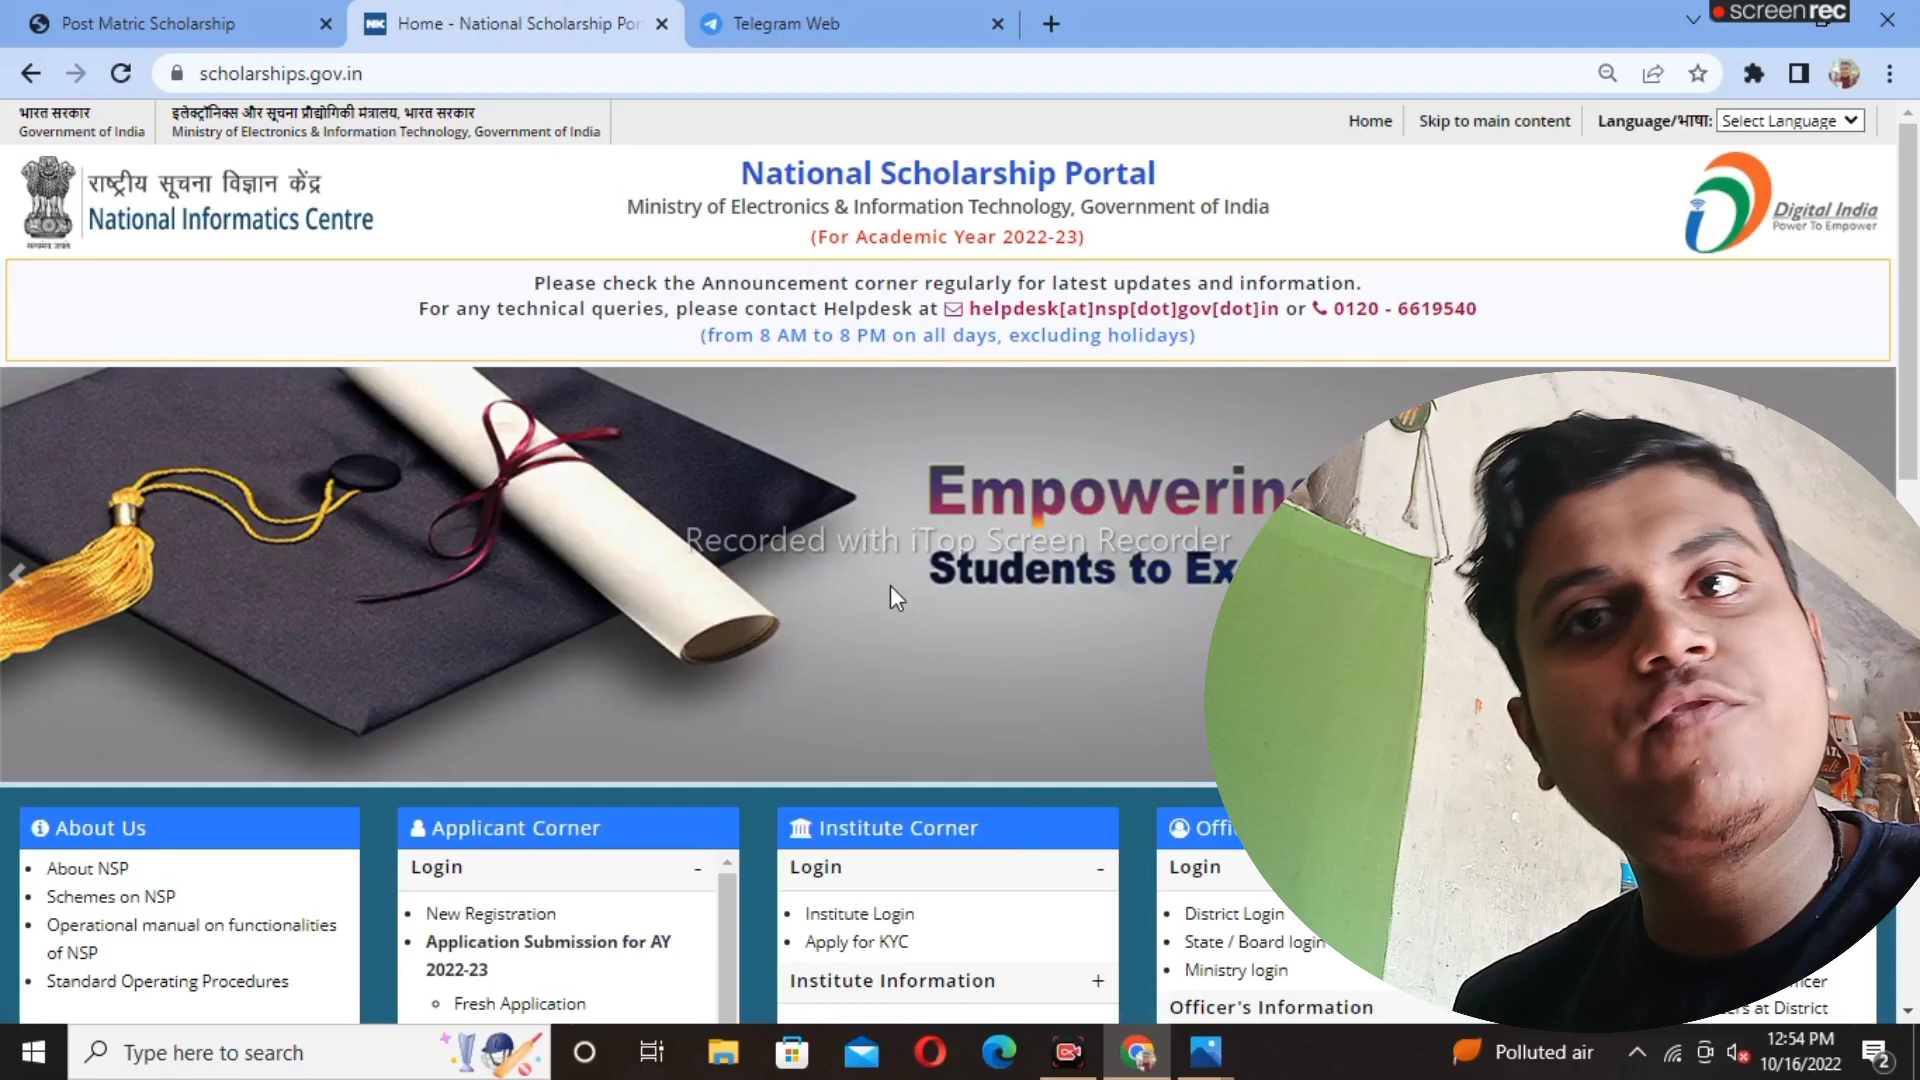 Post Matric Scholarship
Home - National Scholarship Por
Telegram Web
screenrec
scholarships.gov.in
भारत सरकार
Government of India
इलेक्ट्रॉनिक्स और सूचना प्रौद्योगिकी मंत्रालय, भारत सरकार
Ministry of Electronics & Information Technology, Government of India
Home
Skip to main content
Language/भाषा: Select Language
सत्यमेव जयते
राष्ट्रीय सूचना विज्ञान केंद्र
National Informatics Centre
National Scholarship Portal
Ministry of Electronics & Information Technology, Government of India
(For Academic Year 2022-23)
Digital India
Power To Empower
Please check the Announcement corner regularly for latest updates and information.
For any technical queries, please contact Helpdesk at helpdesk[at]nsp[dot]gov[dot]in or 0120 - 6619540
(from 8 AM to 8 PM on all days, excluding holidays)
Empowering
Recorded with iTop Screen Recorder
Students to Ex
About Us
About NSP
Schemes on NSP
Operational manual on functionalities
of NSP
Standard Operating Procedures
Applicant Corner
Login -
New Registration
Application Submission for AY
2022-23
Fresh Application
Institute Corner
Login -
Institute Login
Apply for KYC
Institute Information +
Offi
Login
District Login
State / Board login
Ministry login
Officer's Information
icer
at District
Type here to search
Polluted air
12:54 PM
10/16/2022
2